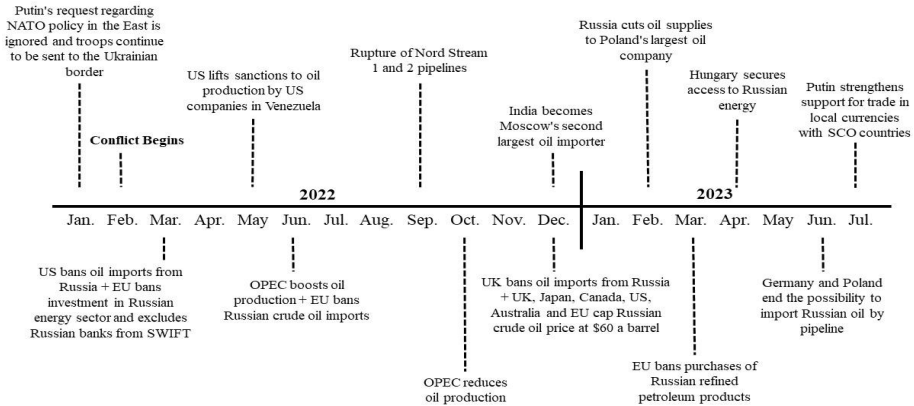 Putin's request regarding
NATO policy in the East is
ignored and troops continue
to be sent to the Ukrainian
border
Conflict Begins
US lifts sanctions to oil
production by US
companies in Venezuela
Rupture of Nord Stream
1 and 2 pipelines
India becomes
Moscow's second
largest oil importer
Russia cuts oil supplies
to Poland's largest oil
company
Hungary secures
access to Russian
energy
Putin strengthens
support for trade in
local currencies
with SCO countries
2022
2023
Jan. Feb. Mar. Apr. May Jun. Jul. Aug. Sep. Oct. Nov. Dec. Jan. Feb. Mar. Apr. May Jun. Jul.
US bans oil imports from
Russia + EU bans
investment in Russian
energy sector and excludes
Russian banks from SWIFT
OPEC boosts oil
production + EU bans
Russian crude oil imports
OPEC reduces
oil production
UK bans oil imports from Russia
+ UK, Japan, Canada, US,
Australia and EU cap Russian
crude oil price at $60 a barrel
EU bans purchases of
Russian refined
petroleum products
Germany and Poland
end the possibility to
import Russian oil by
pipeline